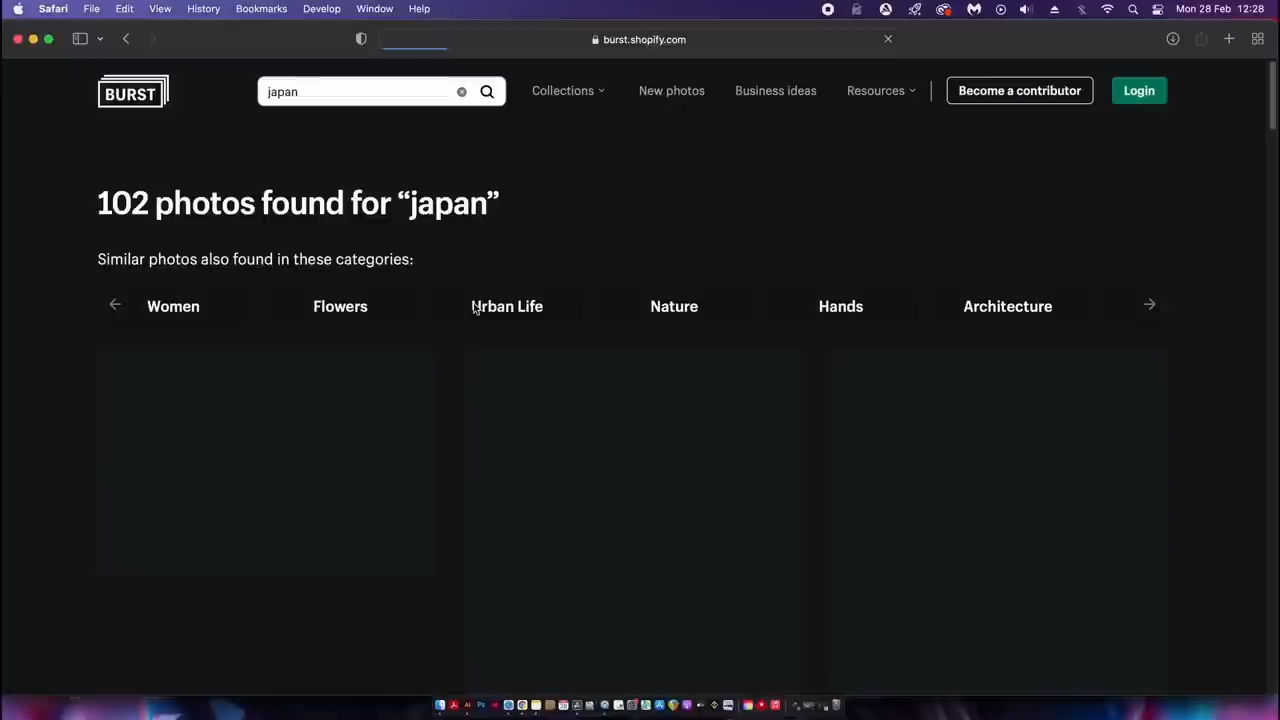 Safari File Edit View History Bookmarks Develop Window Help Mon 28 Feb 12:28
burst.shopify.com
BURST japan Collections New photos Business ideas Resources Become a contributor Login
102 photos found for “japan”
Similar photos also found in these categories:
Women Flowers Urban Life Nature Hands Architecture